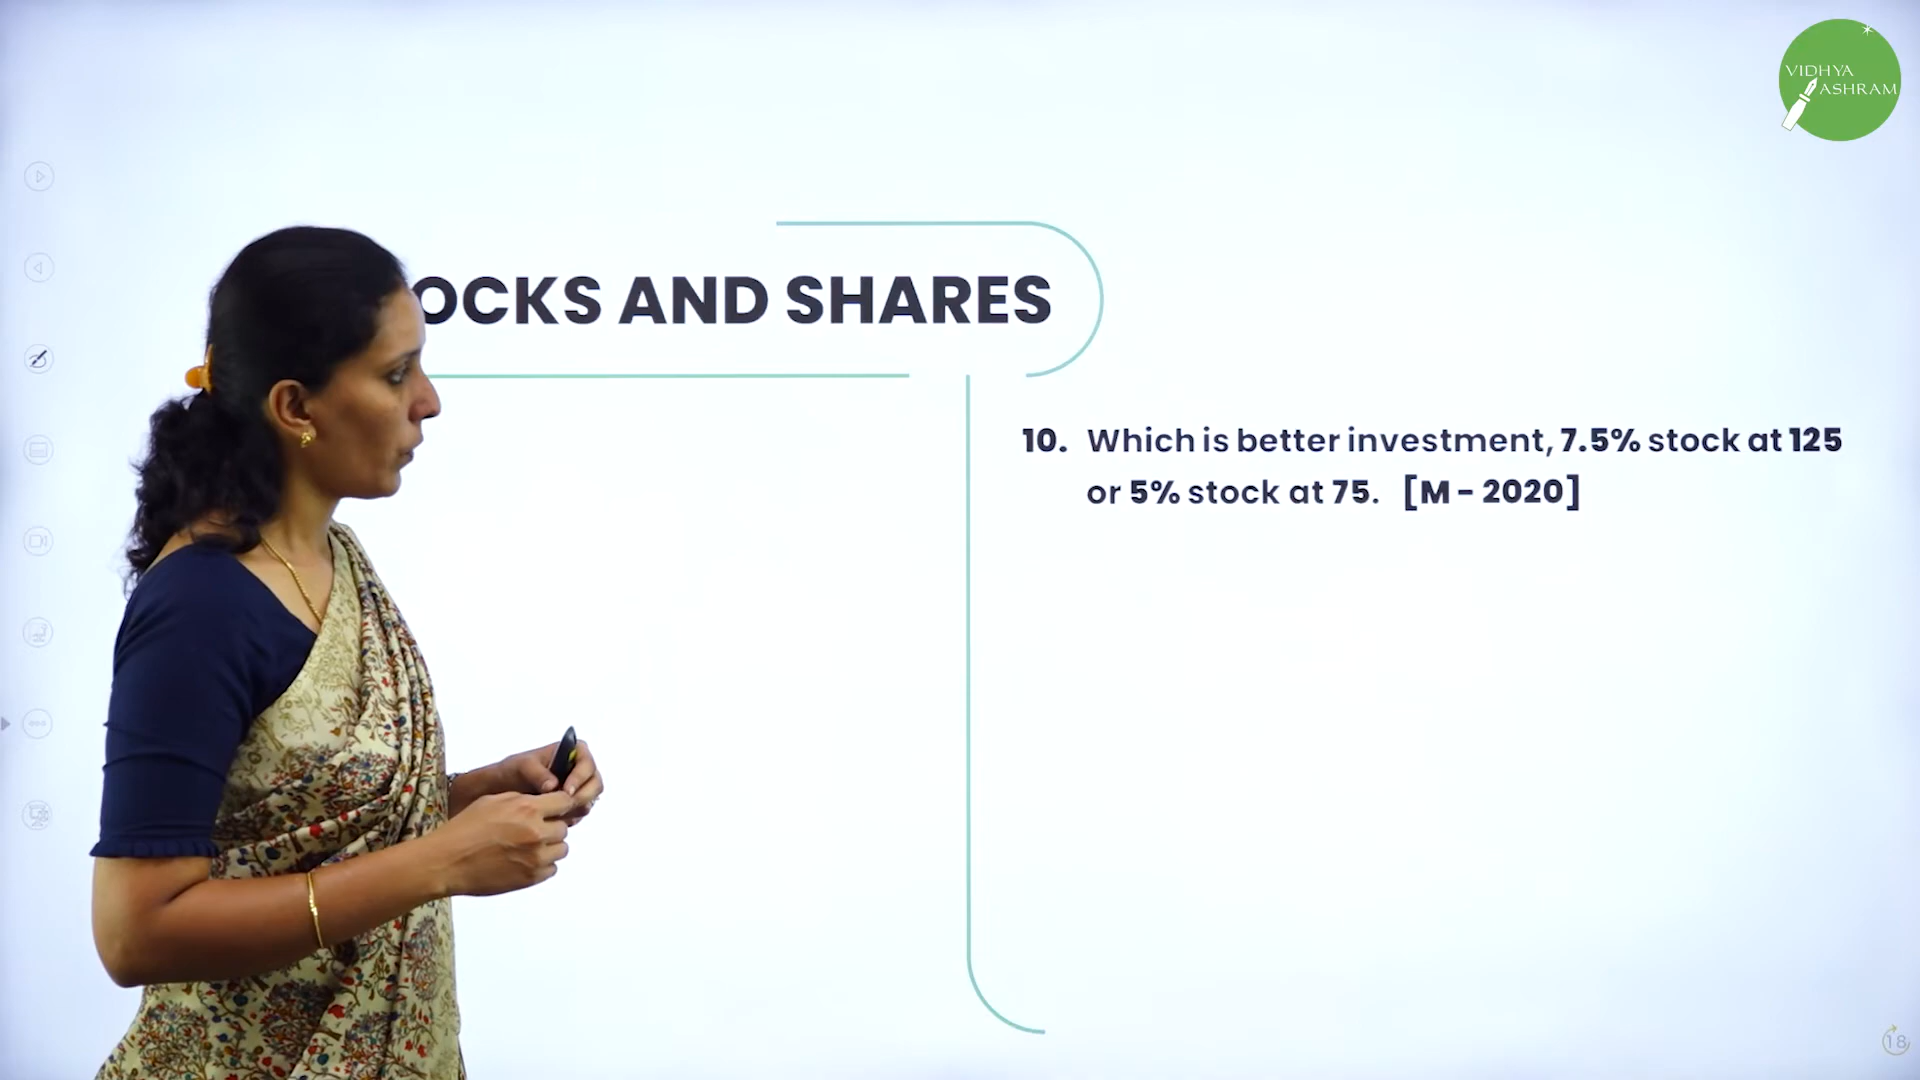 VIDHYA
ASHRAM
OCKS AND SHARES
10. Which is better investment, 7.5% stock at 125
or 5% stock at 75. [M - 2020]
18